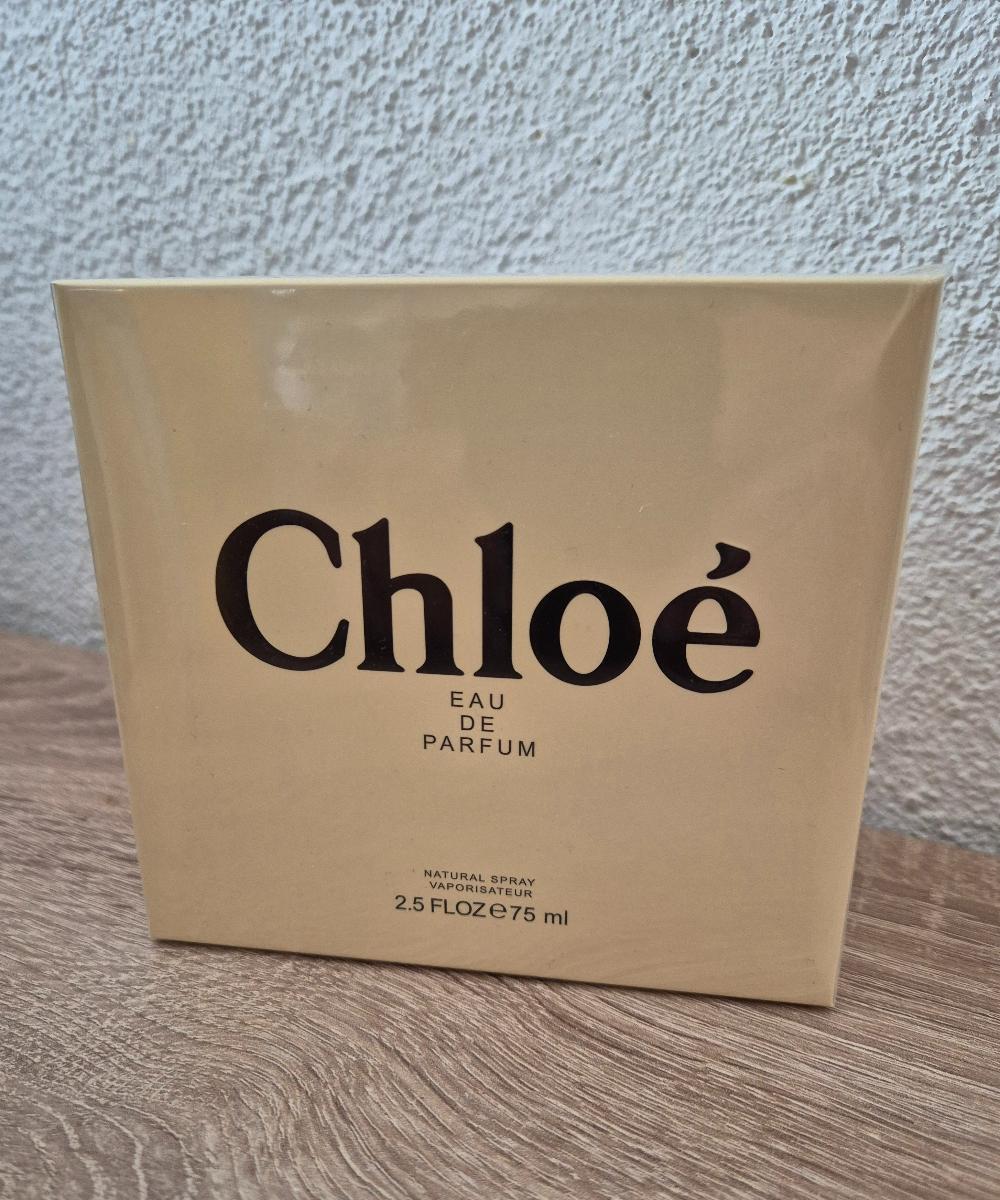 Chloé
EAU
DE
PARFUM
NATURAL SPRAY
VAPORISATEUR
2.5 FLOZ℮75 ml